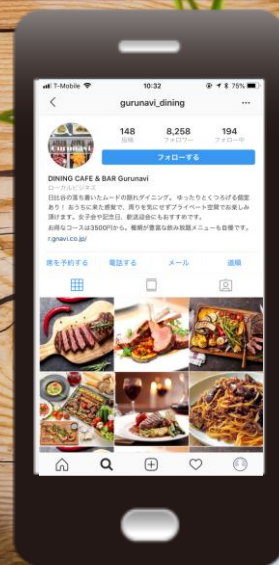 T-Mobile 10:32 75%
gurunavi_dining
148 8,258 194
投稿 フォロワー フォロー中
フォローする
DINING CAFE & BAR Gurunavi
ローカルビジネス
日比谷の落ち着いたムードの隠れダイニング。ゆったりとくつろげる個室
あり！ おうちに来た感覚で、周りを気にせずプライベート空間でお楽しみ
頂けます。女子会や記念日、歓送迎会にもおすすめです。
お得なコースは3500円から。種類が豊富な飲み放題メニューも自慢です。
r.gnavi.co.jp/
席を予約する 電話する メール 道順